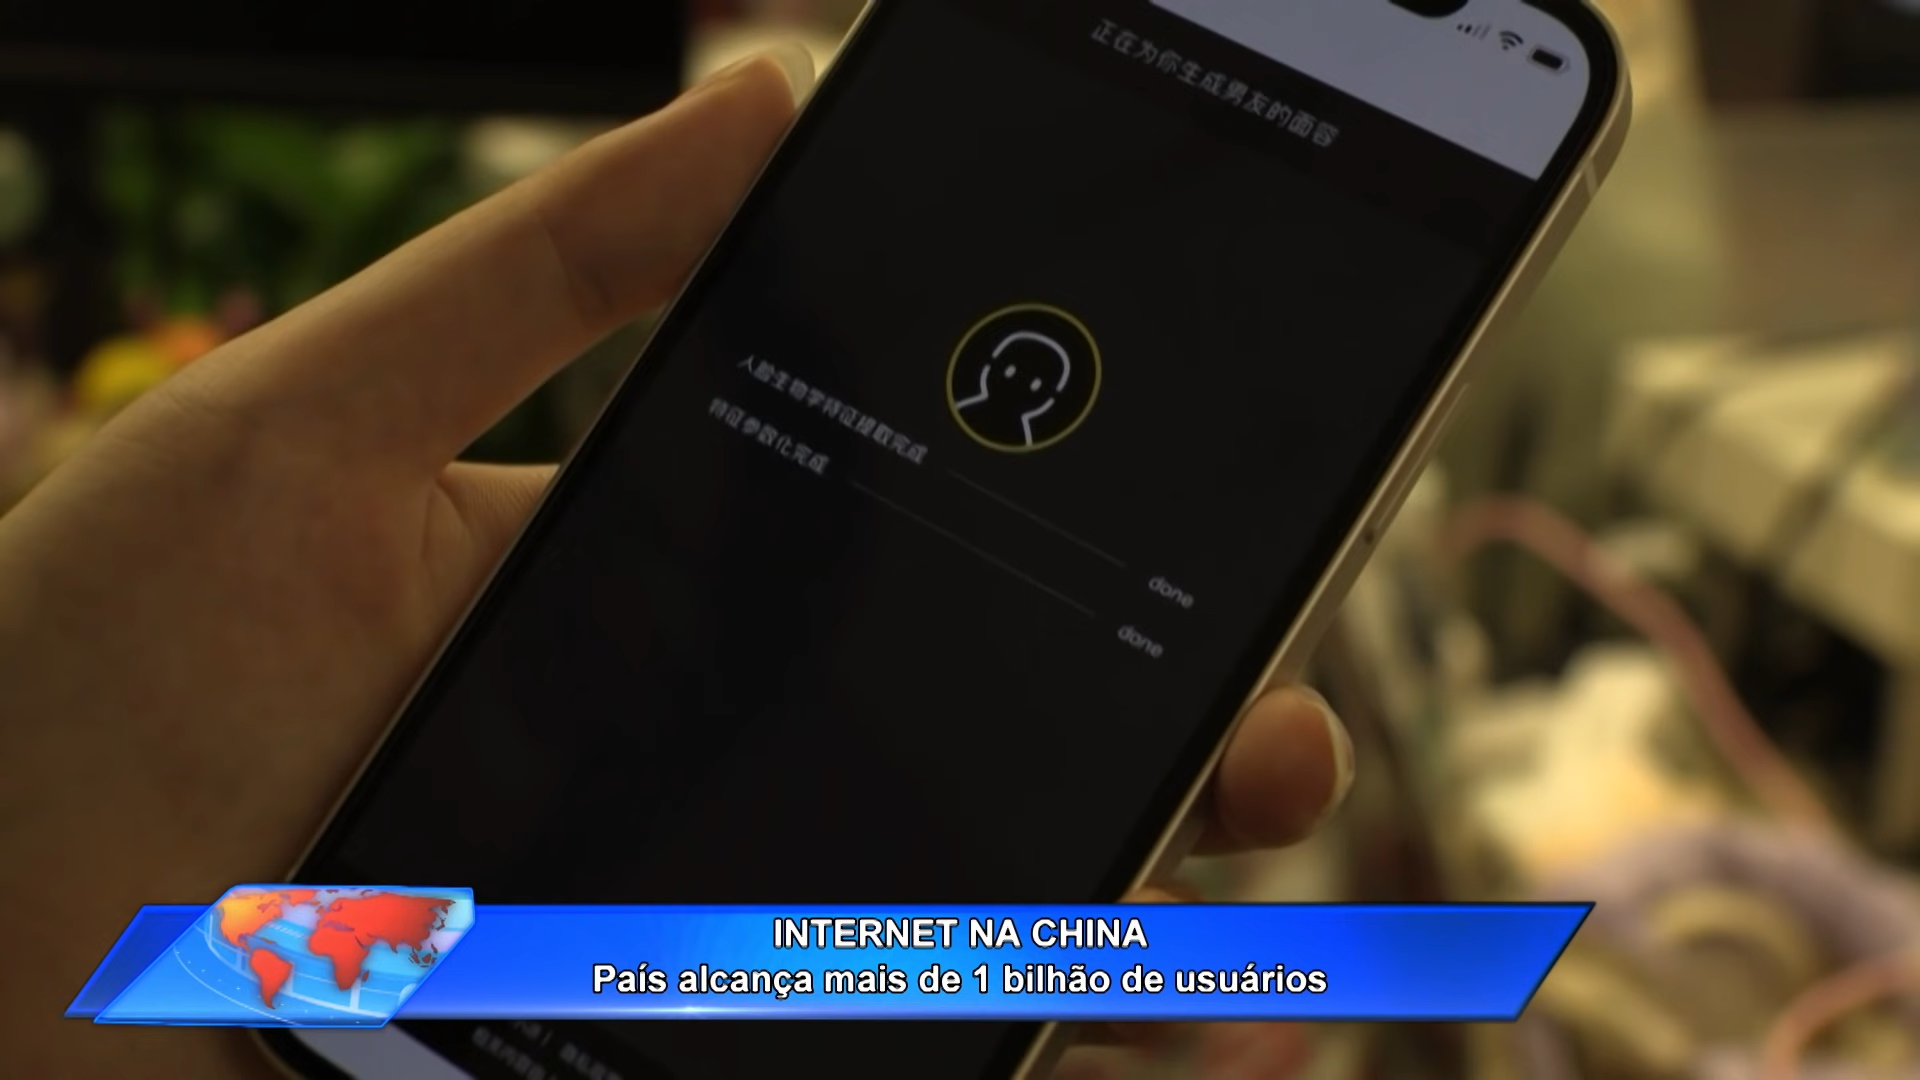 正在为你生成男友的面容
人脸生物学特征提取完成
特征参数化完成
done
done
INTERNET NA CHINA
País alcança mais de 1 bilhão de usuários